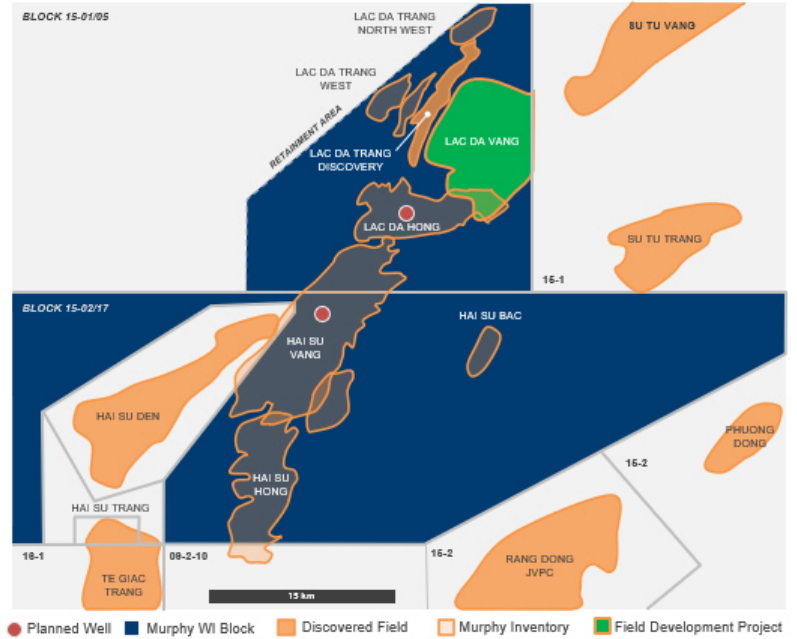 BLOCK 15-01/05
LAC DA TRANG
NORTH WEST
SU TU VANG
LAC DA TRANG
WEST
RETAINMENT AREA
LAC DA VANG
LAC DA TRANG
DISCOVERY
LAC DA HONG
SU TU TRANG
15-1
BLOCK 15-02/17
HAI SU BAC
HAI SU
VANG
HAI SU DEN
PHUONG
DONG
15-2
HAI SU
HONG
HAI SU TRANG
16-1
09-2-10
15-2
RANG DONG
JVPC
TE GIAC
TRANG
15 km
Planned Well
Murphy WI Block
Discovered Field
Murphy Inventory
Field Development Project